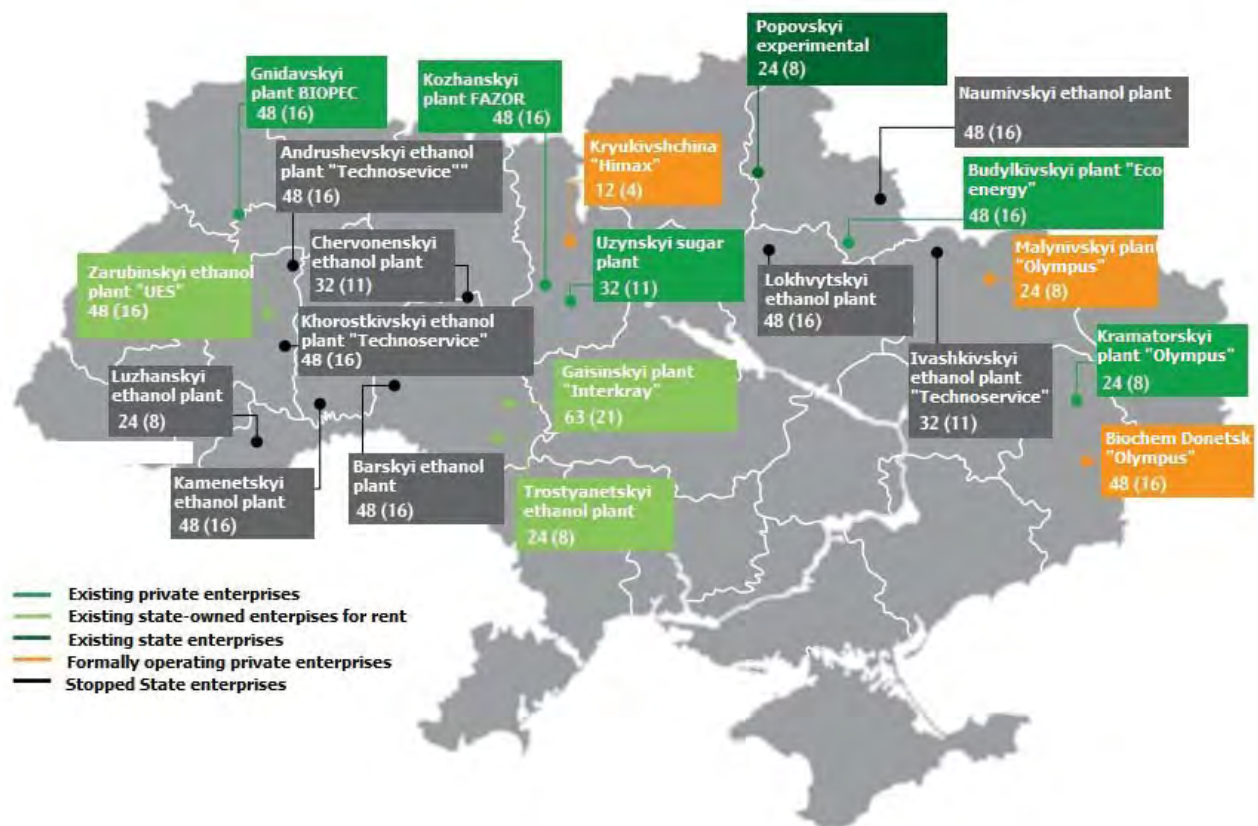 Popovskyi
experimental
24 (8)
Gnidavskyi
plant BIOPEC
48 (16)
Kozhanskyi
plant FAZOR
48 (16)
Naumivskyi ethanol plant
48 (16)
Andrushevskyi ethanol
plant "Technosevice""
48 (16)
Kryukivshchina
"Himax"
12 (4)
Budylkivskyi plant "Eco
energy"
48 (16)
Chervonenskyi
ethanol plant
32 (11)
Uzynskyi sugar
plant
32 (11)
Lokhvytskyi
ethanol plant
48 (16)
Malynivskyi plant
"Olympus"
24 (8)
Zarubinskyi ethanol
plant "UES"
48 (16)
Khorostkivskyi ethanol
plant "Technoservice"
48 (16)
Kramatorskyi
plant "Olympus"
24 (8)
Ivashkivskyi
ethanol plant
"Technoservice"
32 (11)
Luzhanskyi
ethanol plant
24 (8)
Gaisinskyi plant
"Interkray"
63 (21)
Biochem Donetsk
"Olympus"
48 (16)
Kamenetskyi
ethanol plant
48 (16)
Barskyi ethanol
plant
48 (16)
Trostyanetskyi
ethanol plant
24 (8)
Existing private enterprises
Existing state-owned enterpises for rent
Existing state enterprises
Formally operating private enterprises
Stopped State enterprises